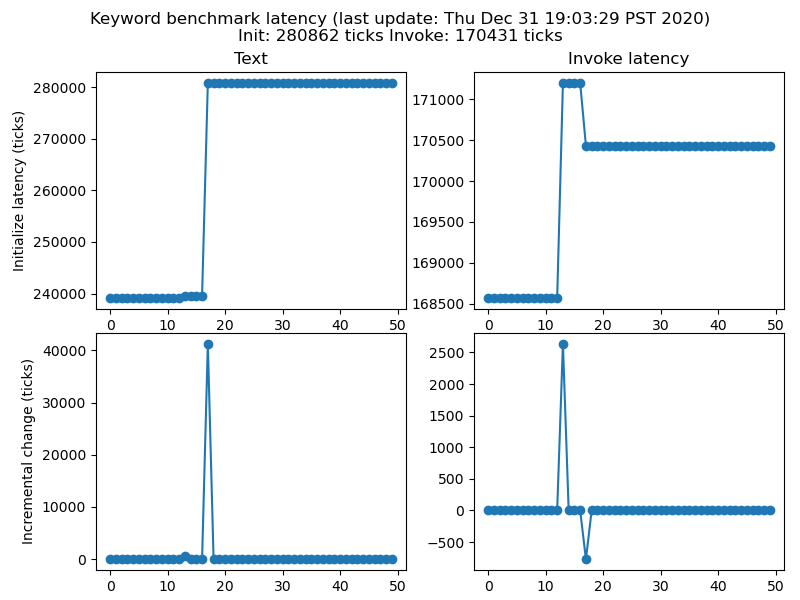 Keyword benchmark latency (last update: Thu Dec 31 19:03:29 PST 2020)
Init: 280862 ticks Invoke: 170431 ticks
Text
Initialize latency (ticks)
280000
270000
260000
250000
240000
0 10 20 30 40 50
Invoke latency
171000
170500
170000
169500
169000
168500
0 10 20 30 40 50
Incremental change (ticks)
40000
30000
20000
10000
0
0 10 20 30 40 50
2500
2000
1500
1000
500
0
−500
0 10 20 30 40 50